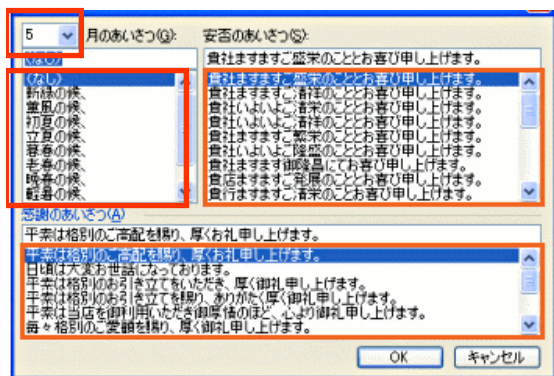 5 月のあいさつ(G): 安否のあいさつ(S):
(なし) 貴社ますますご盛栄のこととお喜び申し上げます。
(なし)
新緑の候、
薫風の候、
初夏の候、
立夏の候、
暮春の候、
老春の候、
晩春の候、
軽暑の候、
貴社ますますご盛栄のこととお喜び申し上げます。
貴社ますますご清祥のこととお喜び申し上げます。
貴社いよいよご清栄のこととお喜び申し上げます。
貴社いよいよご清祥のこととお喜び申し上げます。
貴社ますますご繁栄のこととお喜び申し上げます。
貴社いよいよご隆盛のこととお喜び申し上げます。
貴社ますます御隆昌にてお喜び申し上げます。
貴店ますますご発展のこととお喜び申し上げます。
貴行ますますご清栄のこととお喜び申し上げます。
感謝のあいさつ(A)
平素は格別のご高配を賜り、厚くお礼申し上げます。
平素は格別のご高配を賜り、厚くお礼申し上げます。
日頃は大変お世話になっております。
平素は格別のお引き立てをいただき、厚く御礼申し上げます。
平素は格別のお引き立てを賜り、ありがたく厚く御礼申し上げます。
平素は当店を御利用いただき御厚情のほど、心より御礼申し上げます。
毎々格別のご愛顧を賜り、厚く御礼申し上げます。
OK キャンセル